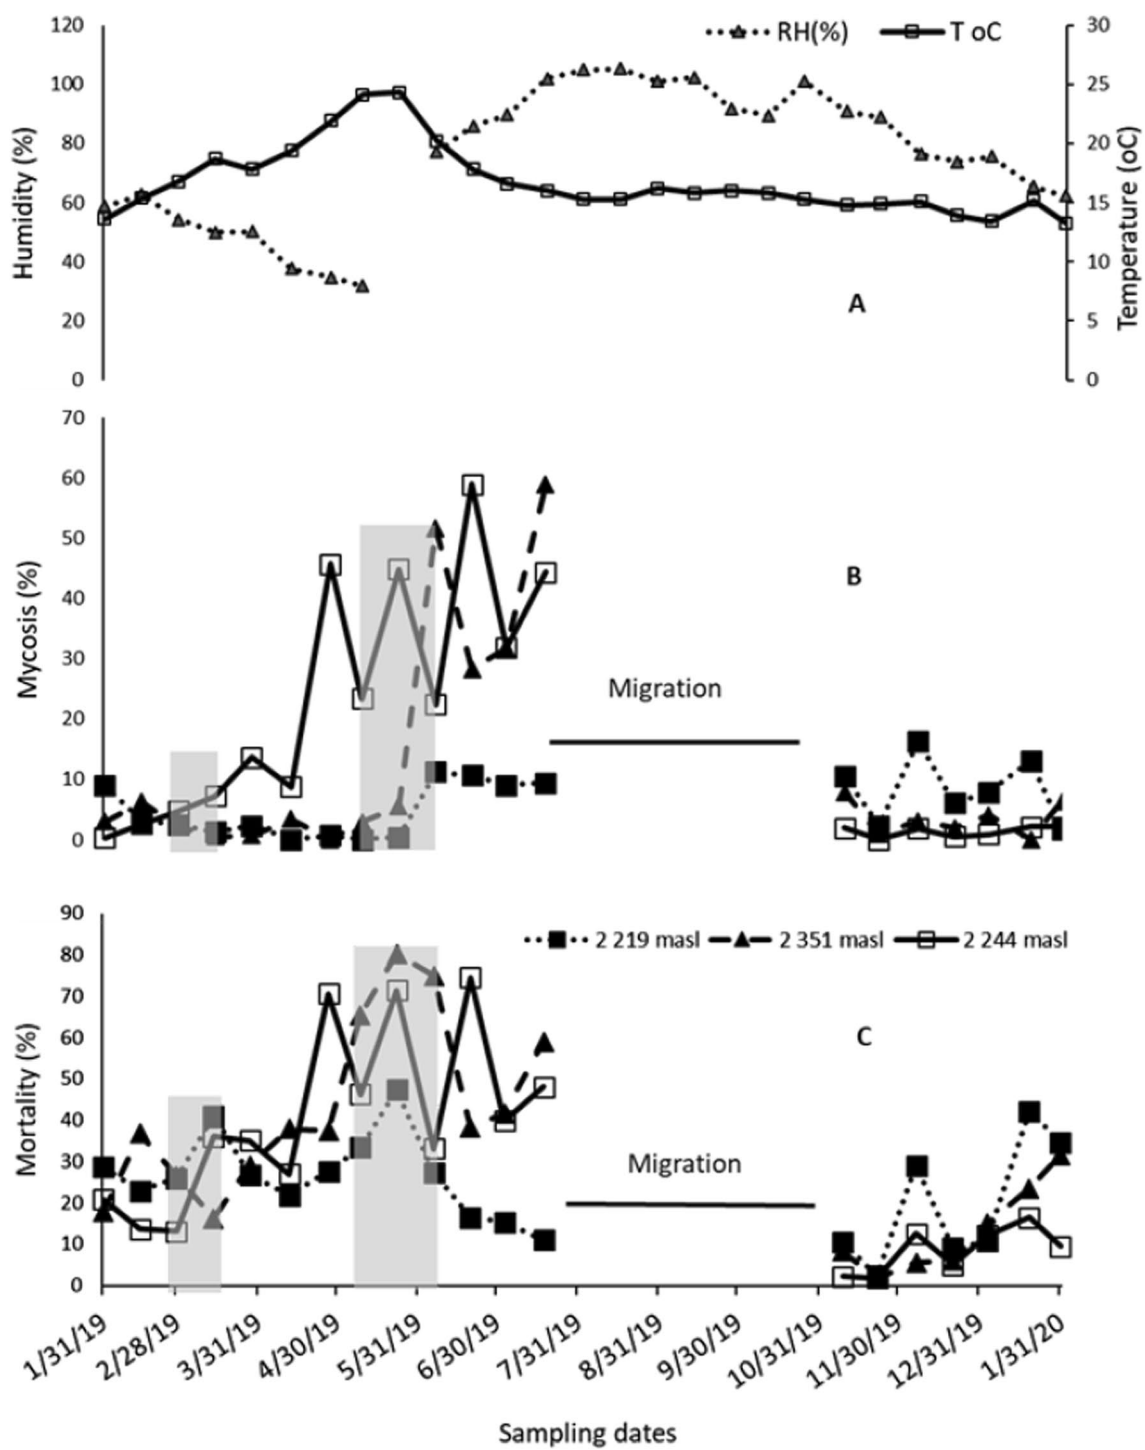 RH(%) T oC
120
100
80
60
40
20
0
Humidity (%)
30
25
20
15
10
5
0
Temperature (oC)
A
70
60
50
40
30
20
10
0
Mycosis (%)
B
Migration
90
80
70
60
50
40
30
20
10
0
Mortality (%)
2 219 masl 2 351 masl 2 244 masl
C
Migration
1/31/19 2/28/19 3/31/19 4/30/19 5/31/19 6/30/19 7/31/19 8/31/19 9/30/19 10/31/19 11/30/19 12/31/19 1/31/20
Sampling dates